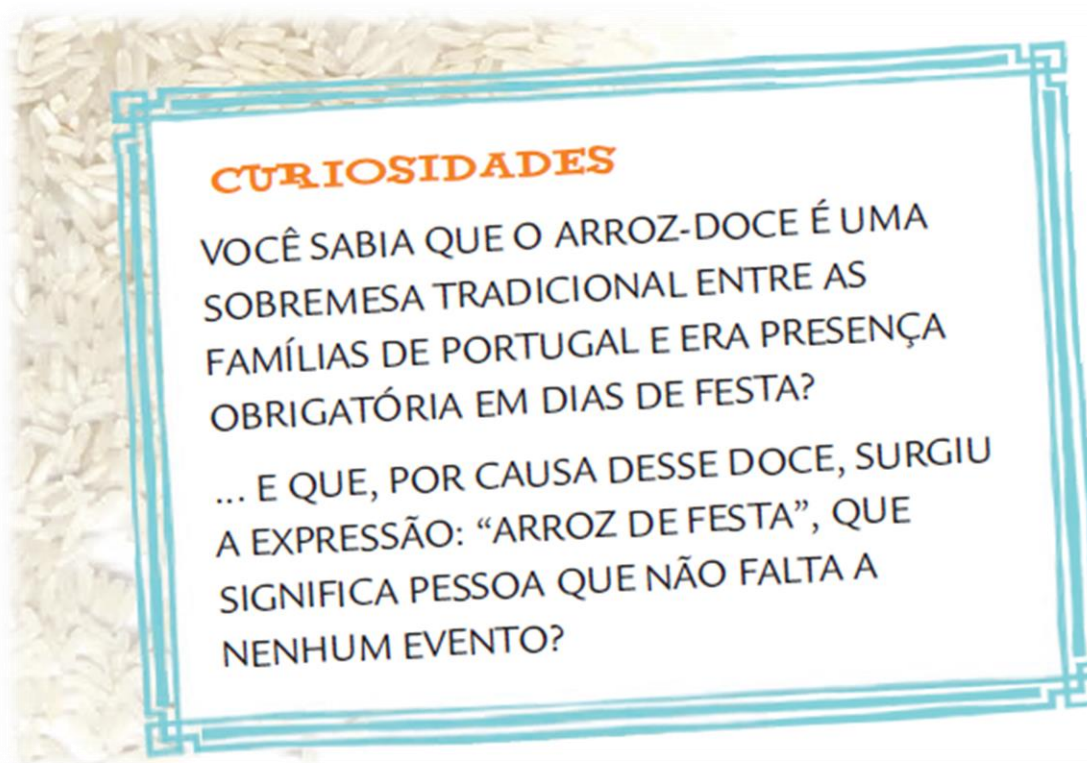 CURIOSIDADES
VOCÊ SABIA QUE O ARROZ-DOCE É UMA
SOBREMESA TRADICIONAL ENTRE AS
FAMÍLIAS DE PORTUGAL E ERA PRESENÇA
OBRIGATÓRIA EM DIAS DE FESTA?
... E QUE, POR CAUSA DESSE DOCE, SURGIU
A EXPRESSÃO: “ARROZ DE FESTA”, QUE
SIGNIFICA PESSOA QUE NÃO FALTA A
NENHUM EVENTO?